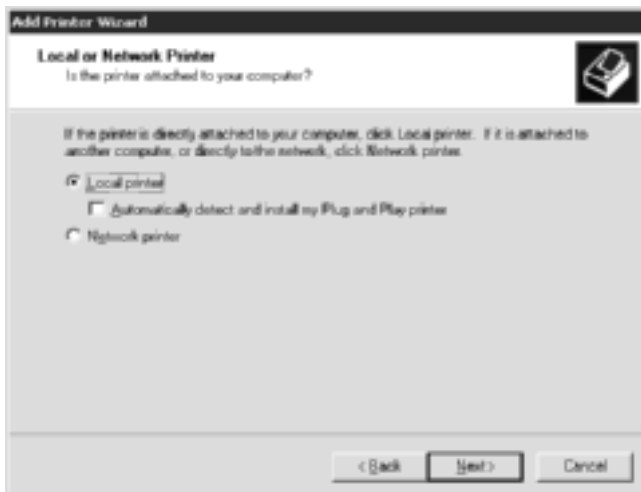 Add Printer Wizard
Local or Network Printer
Is the printer attached to your computer?
If the printer is directly attached to your computer, click Local printer. If it is attached to
another computer, or directly to the network, click Network printer.
Local printer
Automatically detect and install my Plug and Play printer
Network printer
< Back Next > Cancel